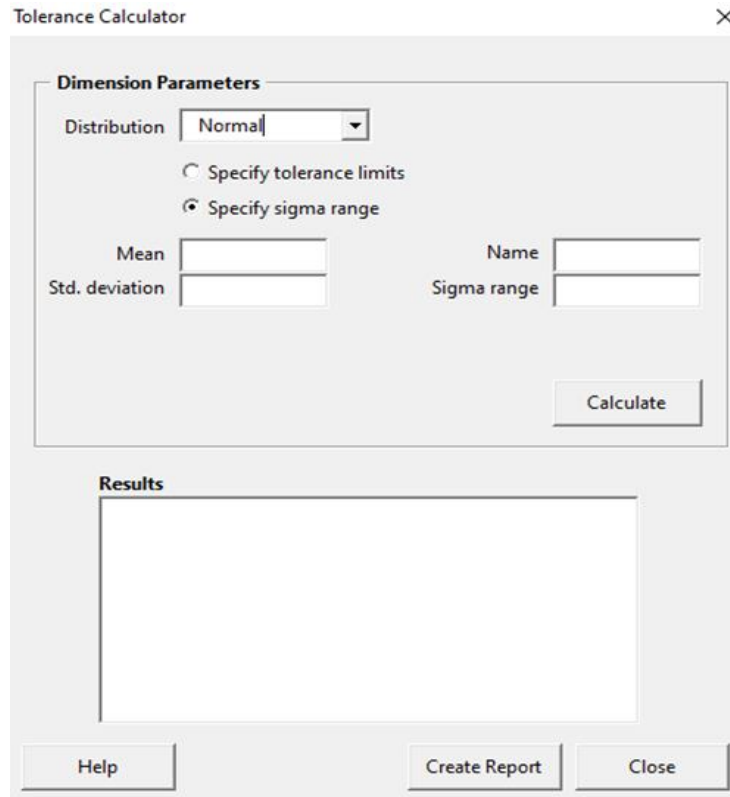 Tolerance Calculator
Dimension Parameters
Distribution Normal
Specify tolerance limits
Specify sigma range
Mean Name
Std. deviation Sigma range
Calculate
Results
Help Create Report Close